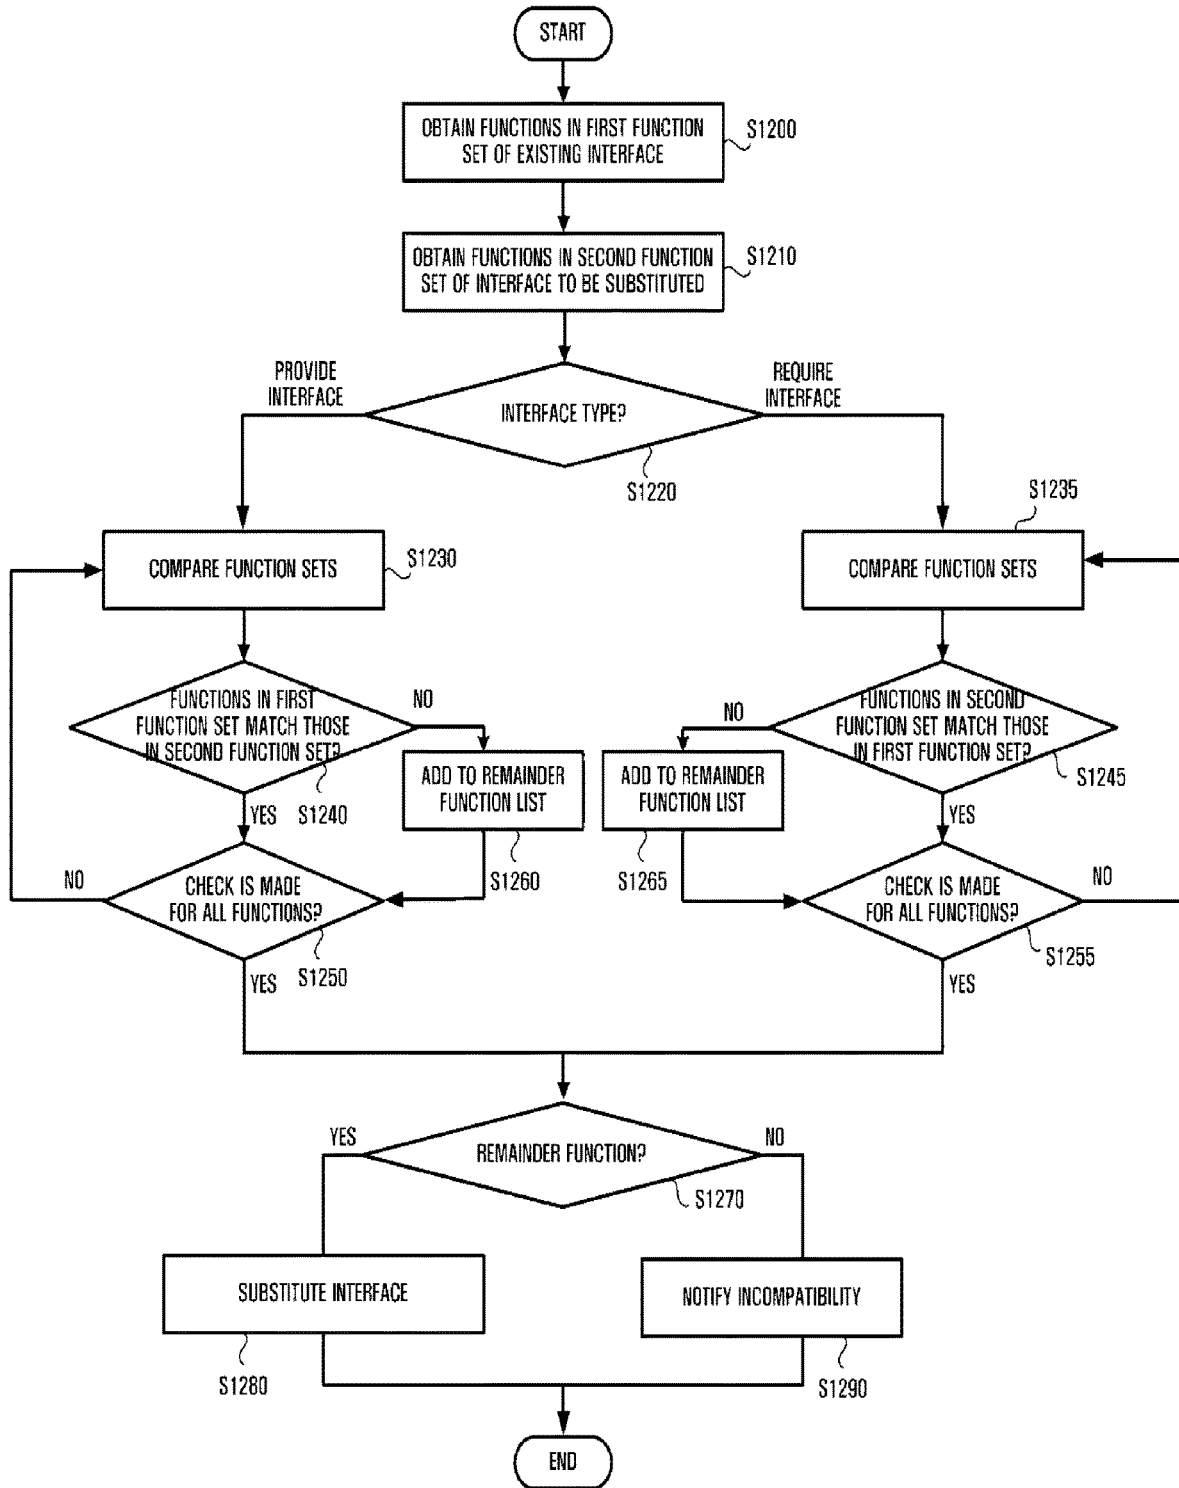 START
OBTAIN FUNCTIONS IN FIRST FUNCTION
SET OF EXISTING INTERFACE
S1200
OBTAIN FUNCTIONS IN SECOND FUNCTION
SET OF INTERFACE TO BE SUBSTITUTED
S1210
PROVIDE
INTERFACE
INTERFACE TYPE?
REQUIRE
INTERFACE
S1220
COMPARE FUNCTION SETS
S1230
S1235
COMPARE FUNCTION SETS
FUNCTIONS IN FIRST
FUNCTION SET MATCH THOSE
IN SECOND FUNCTION SET?
NO
S1240
YES
ADD TO REMAINDER
FUNCTION LIST
S1260
NO
FUNCTIONS IN SECOND
FUNCTION SET MATCH THOSE
IN FIRST FUNCTION SET?
S1245
YES
ADD TO REMAINDER
FUNCTION LIST
S1265
NO
CHECK IS MADE
FOR ALL FUNCTIONS?
S1250
YES
CHECK IS MADE
FOR ALL FUNCTIONS?
NO
S1255
YES
YES
REMAINDER FUNCTION?
NO
S1270
SUBSTITUTE INTERFACE
S1280
NOTIFY INCOMPATIBILITY
S1290
END